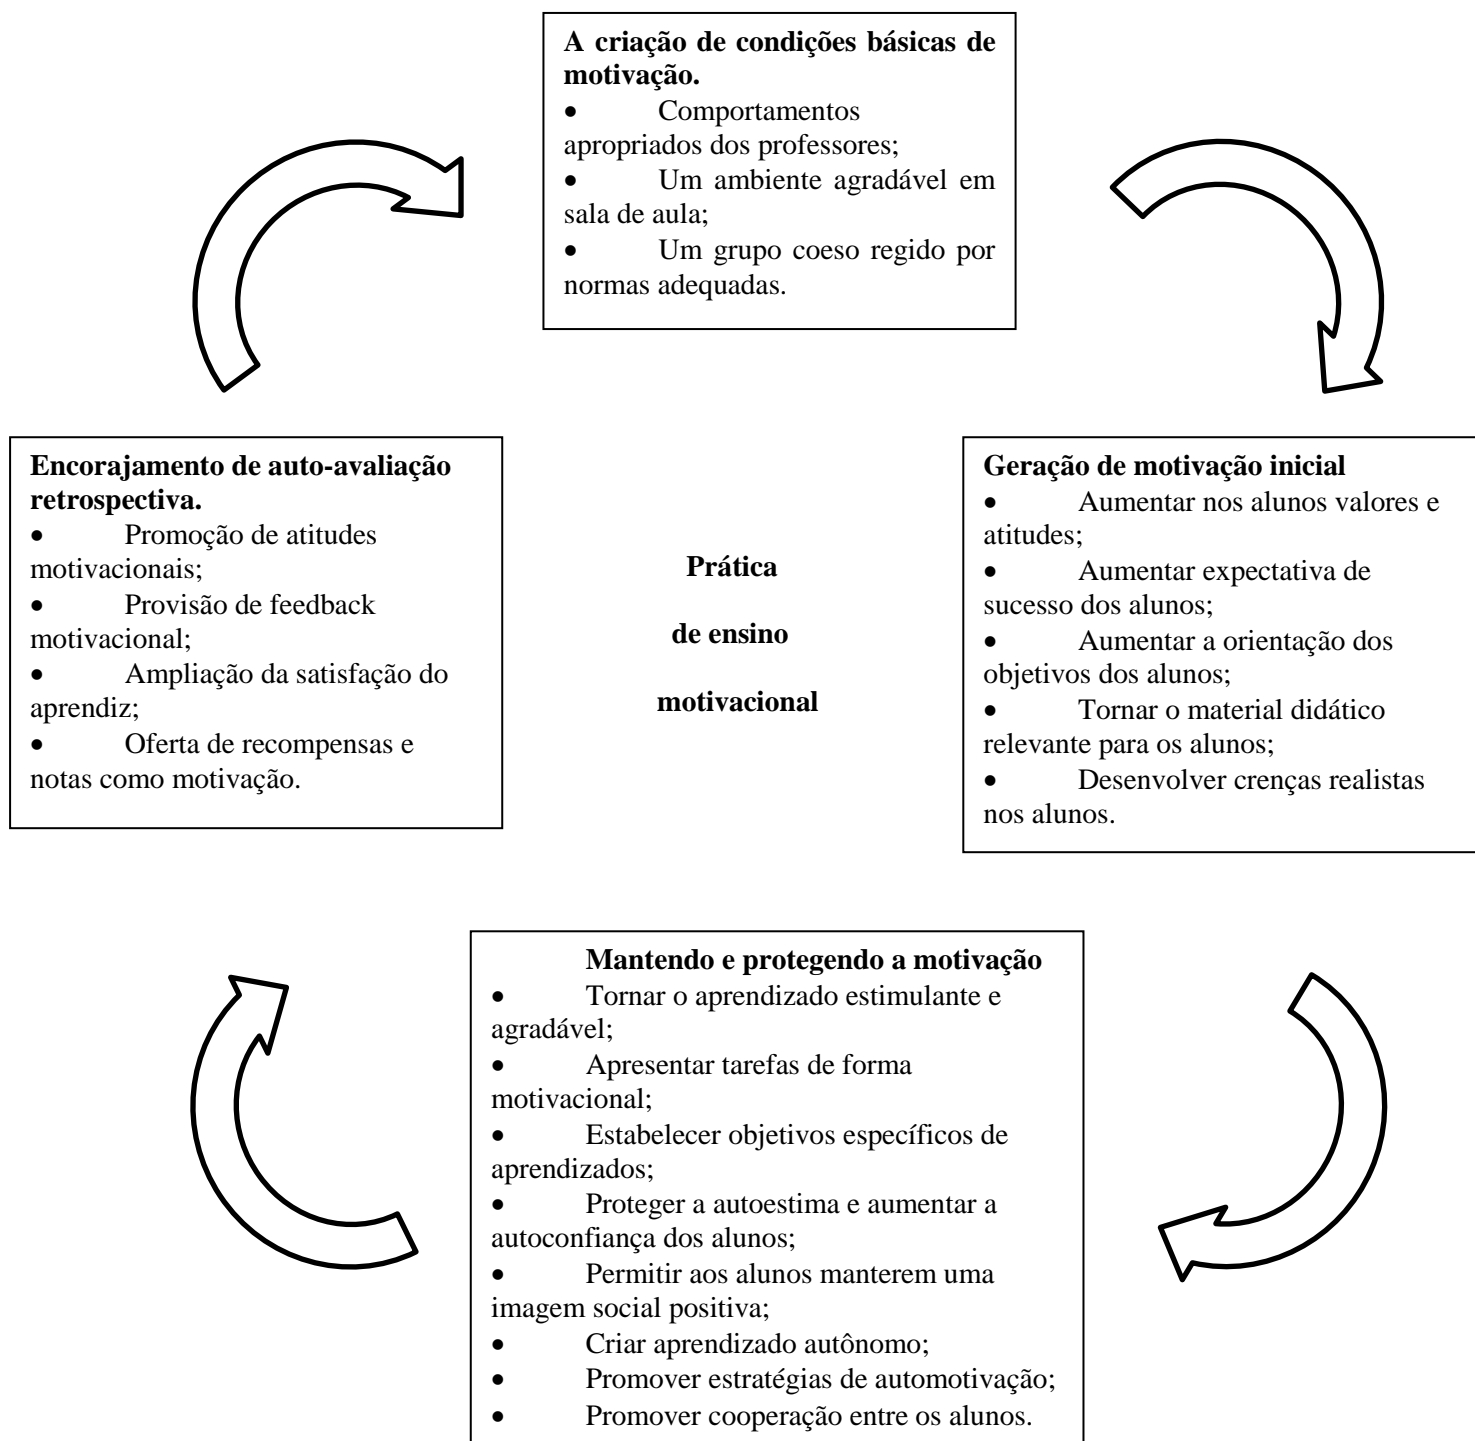 A criação de condições básicas de
motivação.
• Comportamentos
apropriados dos professores;
• Um ambiente agradável em
sala de aula;
• Um grupo coeso regido por
normas adequadas.
Encorajamento de auto-avaliação
retrospectiva.
• Promoção de atitudes
motivacionais;
• Provisão de feedback
motivacional;
• Ampliação da satisfação do
aprendiz;
• Oferta de recompensas e
notas como motivação.
Prática
de ensino
motivacional
Geração de motivação inicial
• Aumentar nos alunos valores e
atitudes;
• Aumentar expectativa de
sucesso dos alunos;
• Aumentar a orientação dos
objetivos dos alunos;
• Tornar o material didático
relevante para os alunos;
• Desenvolver crenças realistas
nos alunos.
Mantendo e protegendo a motivação
• Tornar o aprendizado estimulante e
agradável;
• Apresentar tarefas de forma
motivacional;
• Estabelecer objetivos específicos de
aprendizados;
• Proteger a autoestima e aumentar a
autoconfiança dos alunos;
• Permitir aos alunos manterem uma
imagem social positiva;
• Criar aprendizado autônomo;
• Promover estratégias de automotivação;
• Promover cooperação entre os alunos.